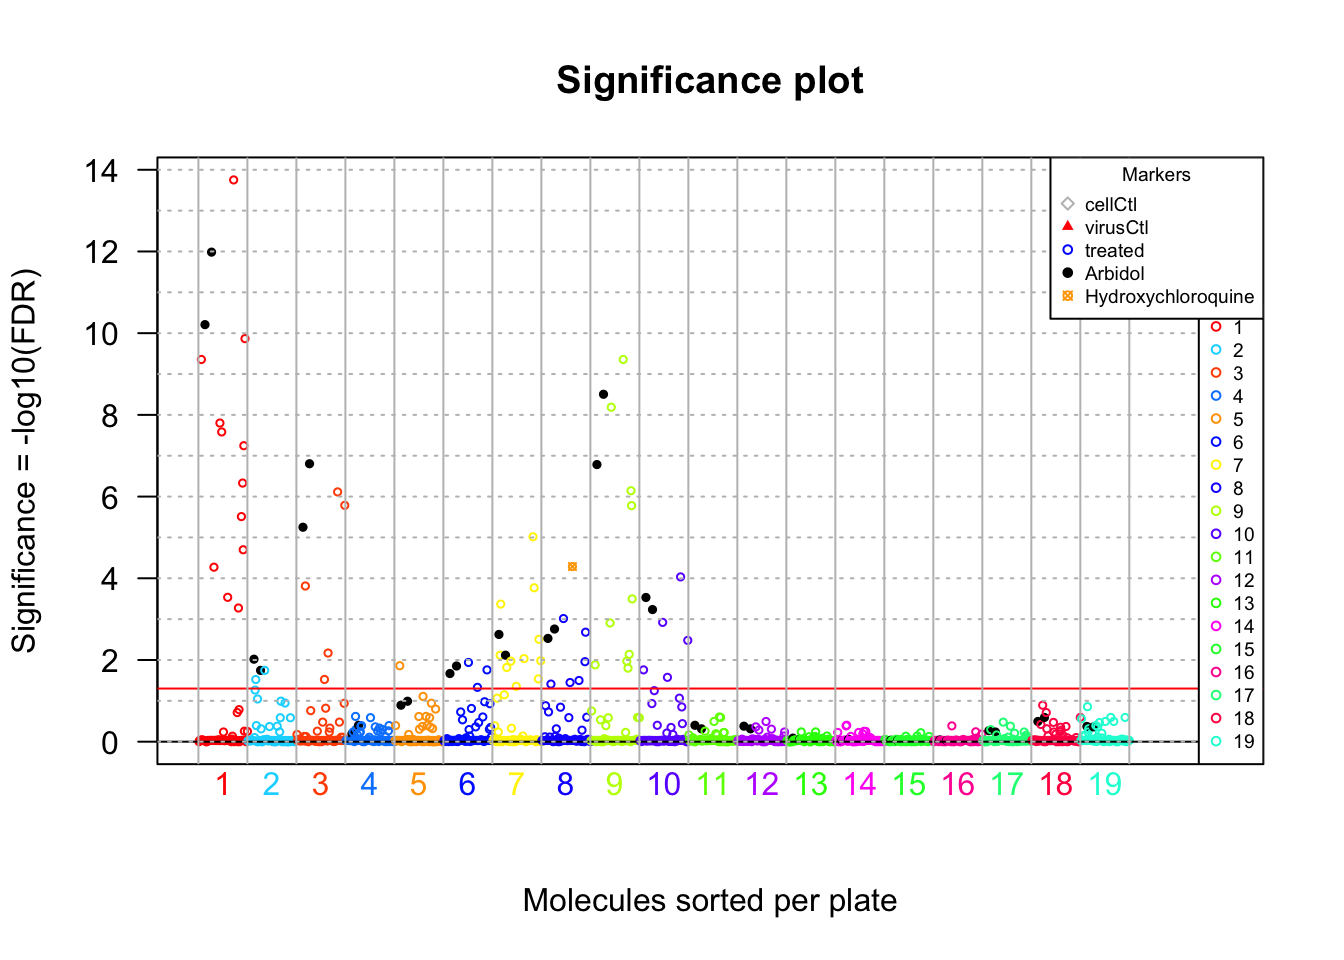 Significance plot
Significance = -log10(FDR)
14
12
10
8
6
4
2
0
Markers
cellCtl
virusCtl
treated
Arbidol
Hydroxychloroquine
1
2
3
4
5
6
7
8
9
10
11
12
13
14
15
16
17
18
19
1 2 3 4 5 6 7 8 9 10 11 12 13 14 15 16 17 18 19
Molecules sorted per plate